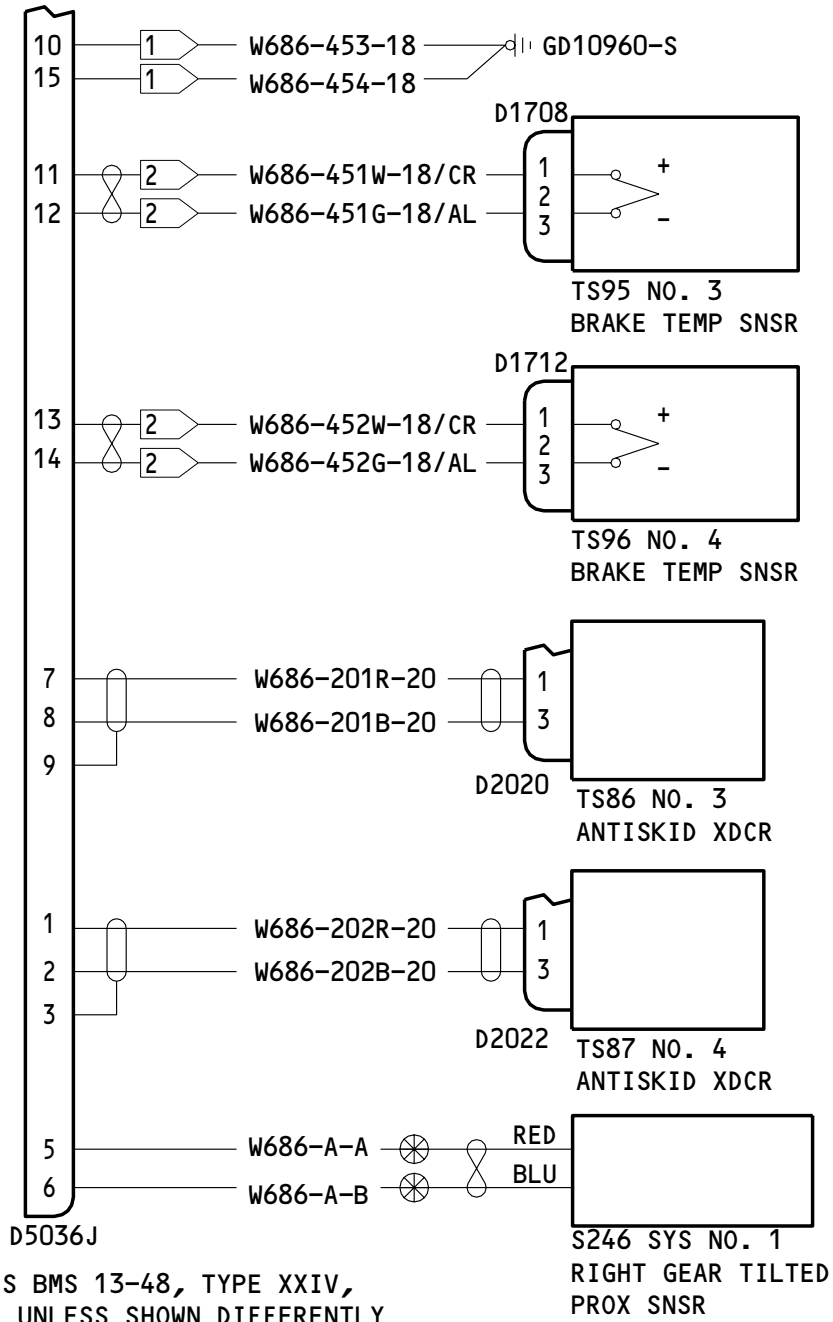 10 1 W686-453-18 GD10960-S
15 1 W686-454-18
D1708
11 2 W686-451W-18/CR 1 +
2
12 2 W686-451G-18/AL 3 -
TS95 NO. 3
BRAKE TEMP SNSR
D1712
13 2 W686-452W-18/CR 1 +
2
14 2 W686-452G-18/AL 3 -
TS96 NO. 4
BRAKE TEMP SNSR
7 W686-201R-20 1
8 W686-201B-20 3
9
D2020
TS86 NO. 3
ANTISKID XDCR
1 W686-202R-20 1
2 W686-202B-20 3
3
D2022
TS87 NO. 4
ANTISKID XDCR
5 W686-A-A RED
6 W686-A-B BLU
D5036J
S246 SYS NO. 1
RIGHT GEAR TILTED
PROX SNSR
S BMS 13-48, TYPE XXIV,
UNLESS SHOWN DIFFERENTLY